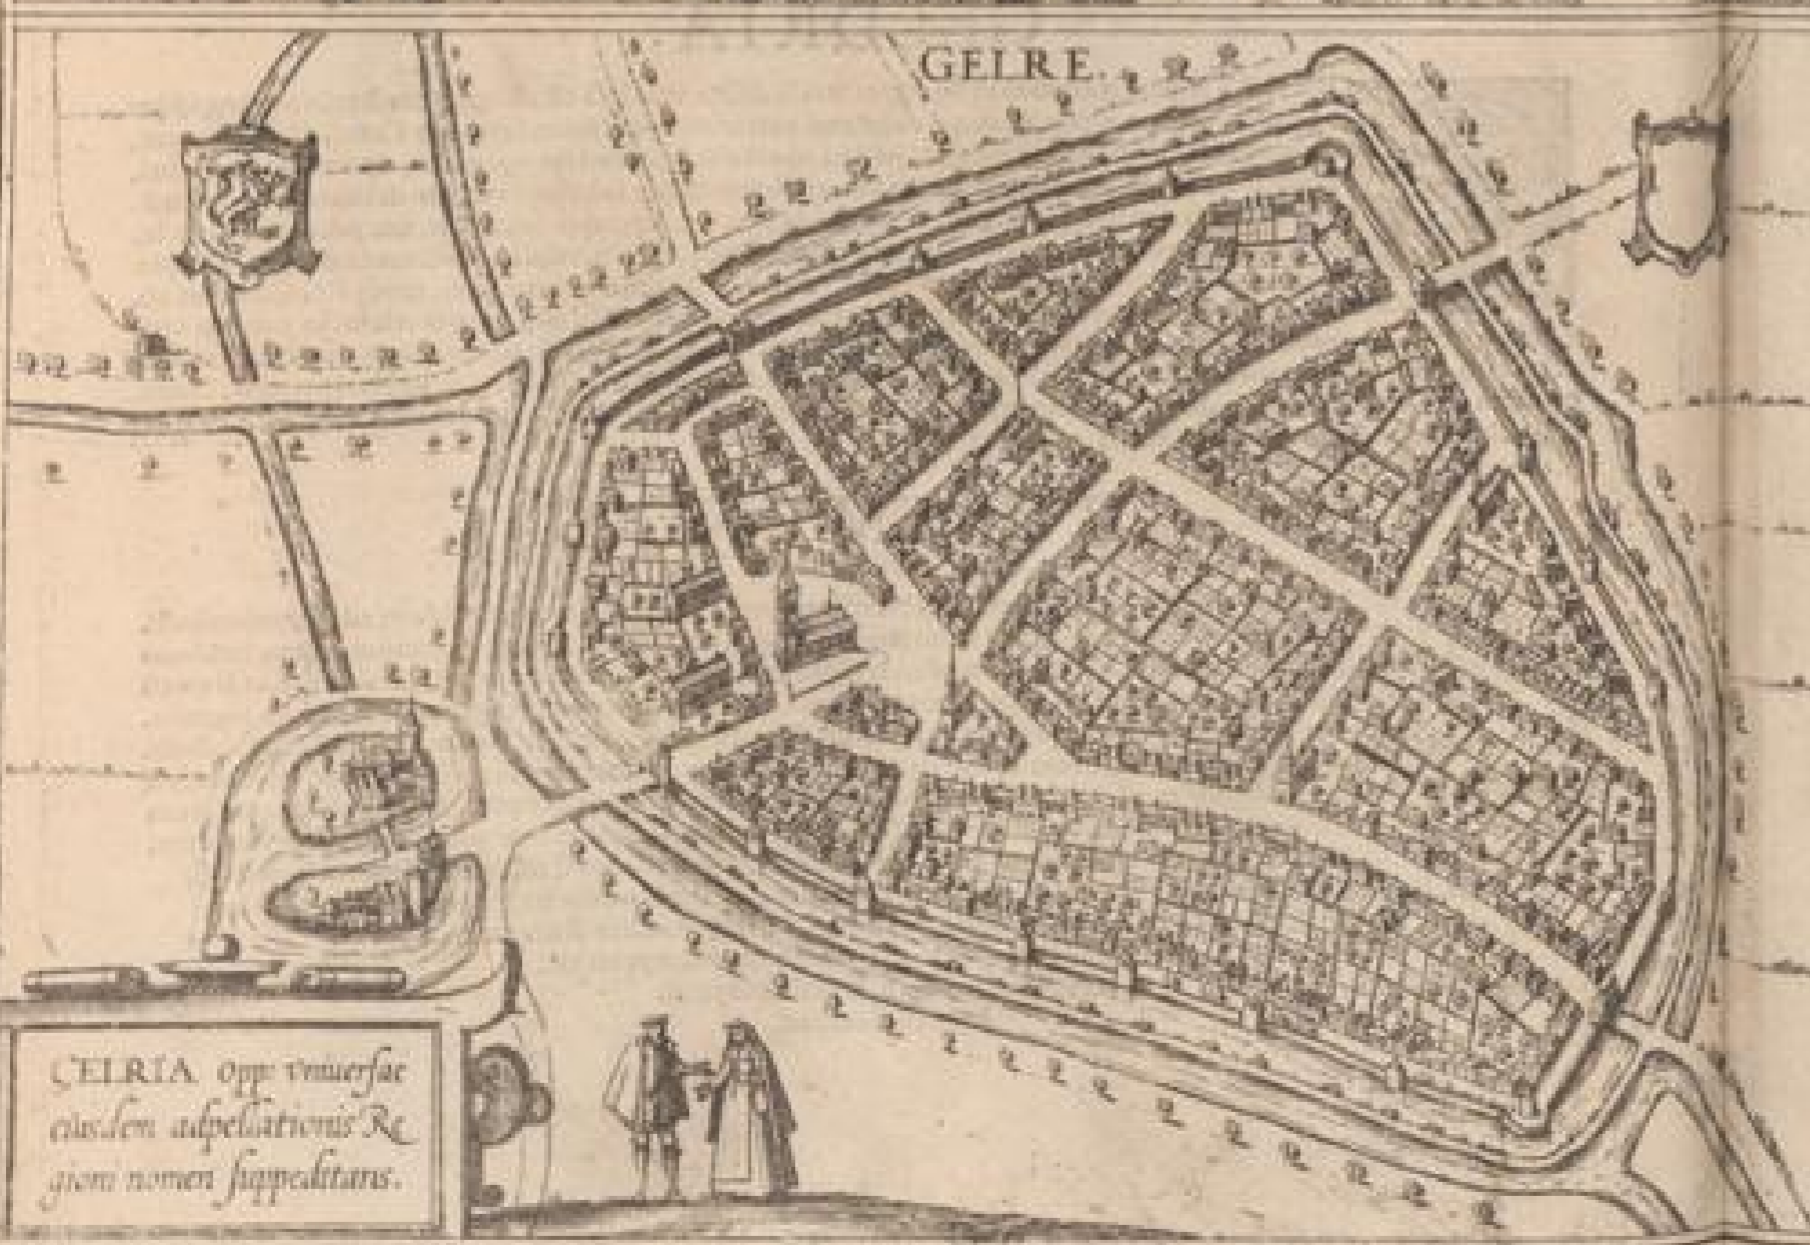 GELRE.
GELRIA Opp: vniuersae
eiusdem adpellationis Re
gioni nomen suppeditans.